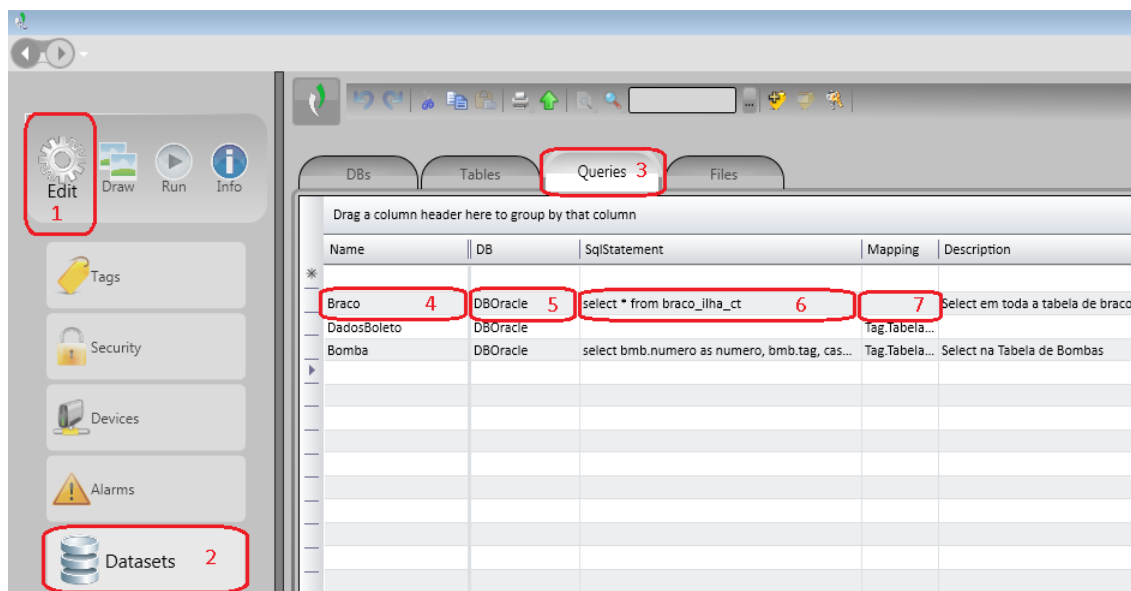 Edit
Draw
Run
Info
1
Tags
Security
Devices
Alarms
Datasets 2
...
DBs
Tables
Queries 3
Files
Drag a column header here to group by that column
Name DB SqlStatement Mapping Description
Braco 4 DBOracle 5 select * from braco_ilha_ct 6 7 Select em toda a tabela de braco
DadosBoleto DBOracle Tag.Tabela...
Bomba DBOracle select bmb.numero as numero, bmb.tag, cas... Tag.Tabela... Select na Tabela de Bombas